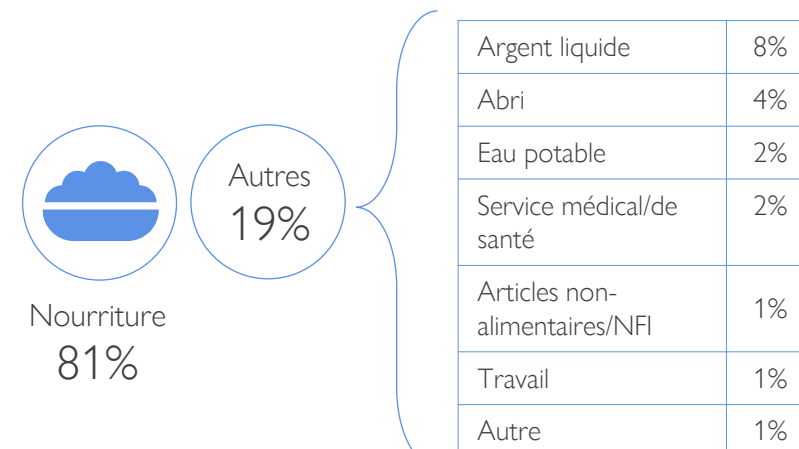 Nourriture
81%
Autres
19%
Argent liquide 8%
Abri 4%
Eau potable 2%
Service médical/de 2%
santé
Articles non-
alimentaires/NFI 1%
Travail 1%
Autre 1%